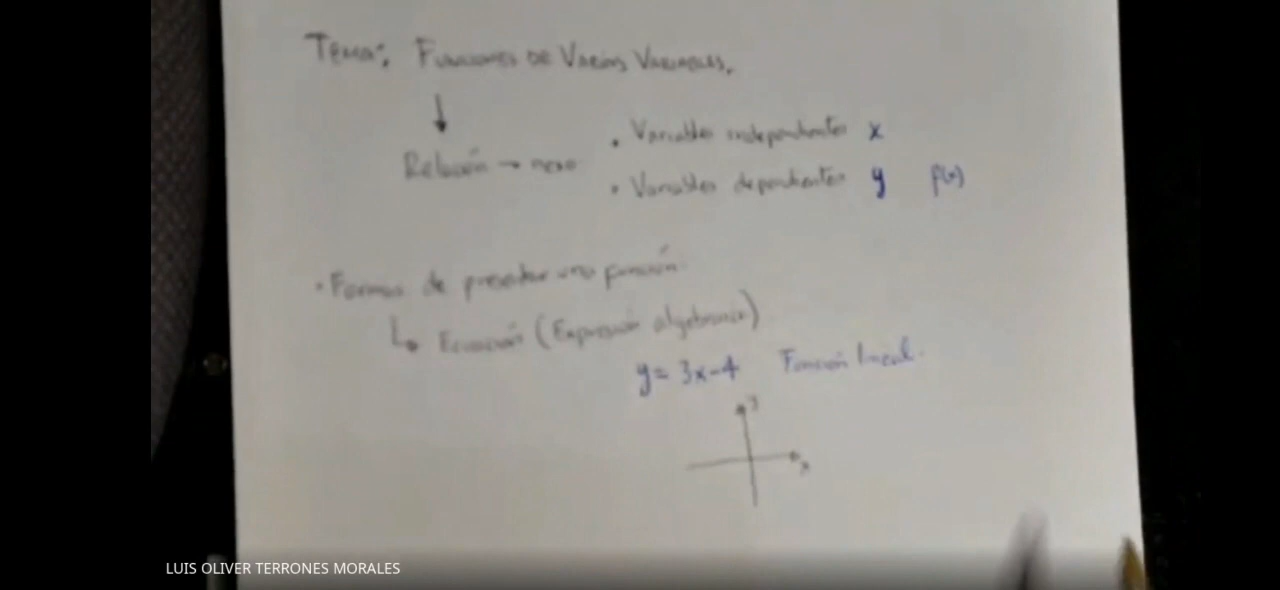 Tema: Funciones de Varias Variables.
Relación → nexo
• Variables independientes x
• Variables dependientes y f(x)
• Formas de presentar una función
Ecuación (Expresión algebraica)
y = 3x-4 Función lineal.
y
x
LUIS OLIVER TERRONES MORALES